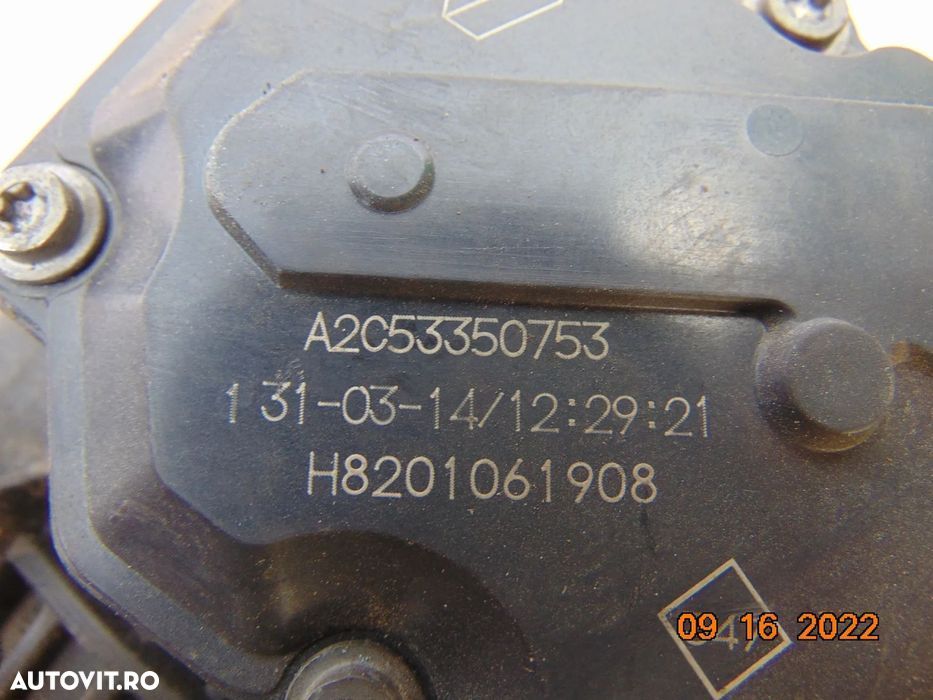 A2C53350753
1 31-03-14/12:29:21
H8201061908
09 16 2022
AUTOVIT.RO